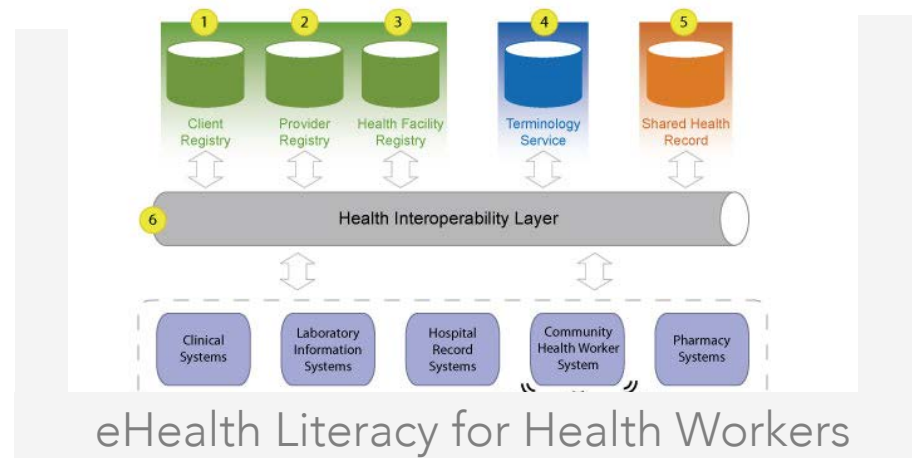 1
2
3
4
5
Client
Registry
Provider
Registry
Health Facility
Registry
Terminology
Service
Shared Health
Record
6
Health Interoperability Layer
Clinical
Systems
Laboratory
Information
Systems
Hospital
Record
Systems
Community
Health Worker
System
Pharmacy
Systems
eHealth Literacy for Health Workers